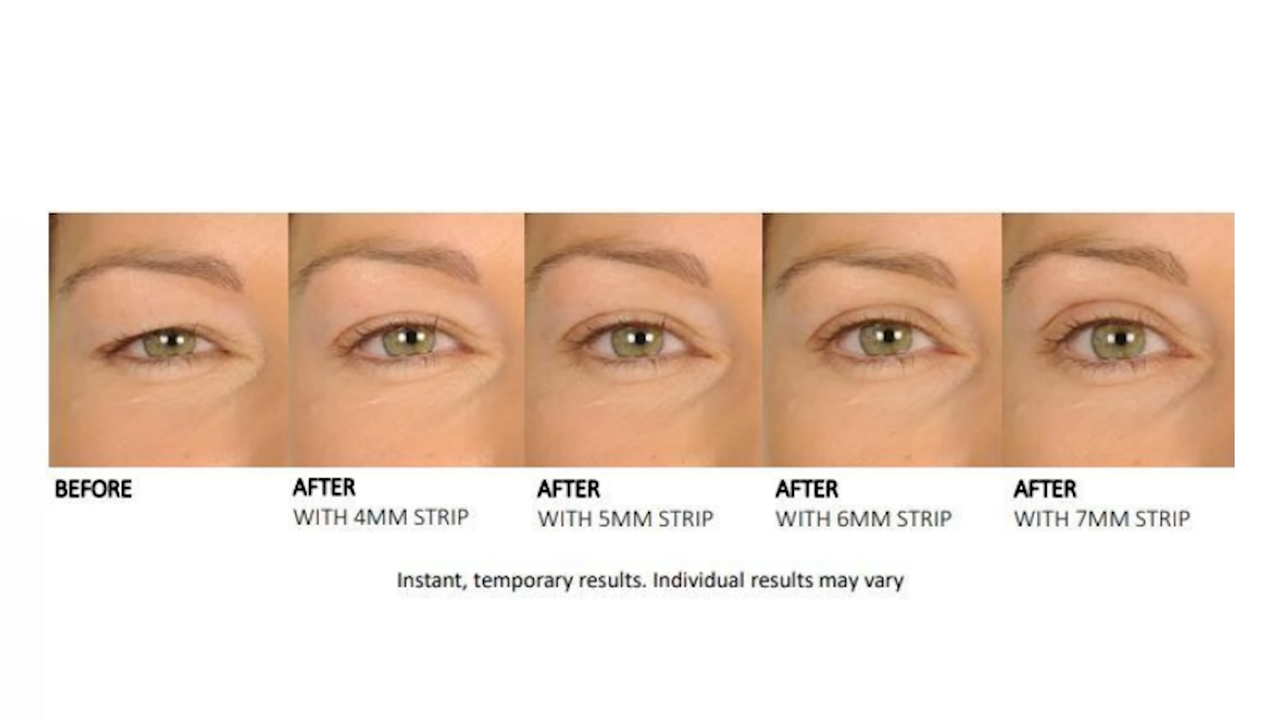 BEFORE
AFTER
WITH 4MM STRIP
AFTER
WITH 5MM STRIP
AFTER
WITH 6MM STRIP
AFTER
WITH 7MM STRIP
Instant, temporary results. Individual results may vary